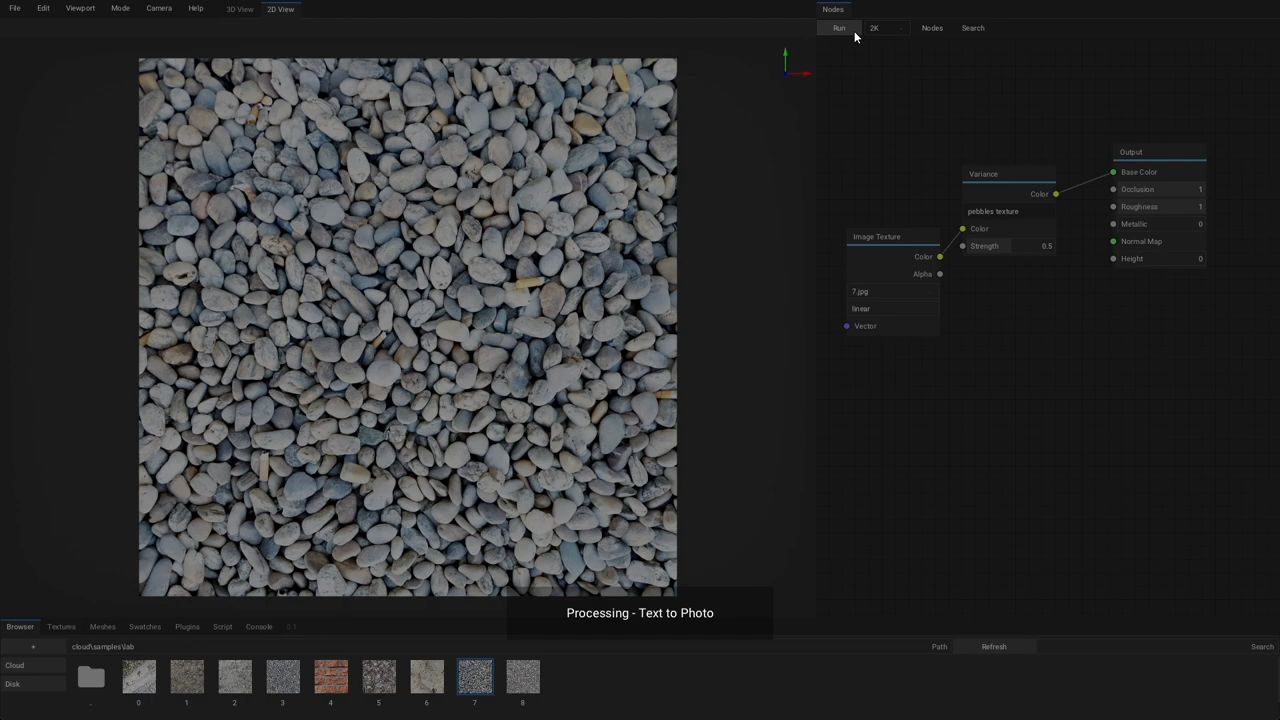 File Edit Viewport Mode Camera Help 3D View 2D View
Nodes
Run 2K Nodes Search
Output
Base Color
Occlusion 1
Roughness 1
Metallic 0
Normal Map
Height 0
Variance
Color
pebbles texture
Color
Strength 0.5
Image Texture
Color
Alpha
7.jpg
linear
Vector
Processing - Text to Photo
Browser Textures Meshes Swatches Plugins Script Console 0.1
+ cloud\samples\lab Path Refresh Search
Cloud
Disk
.. 0 1 2 3 4 5 6 7 8